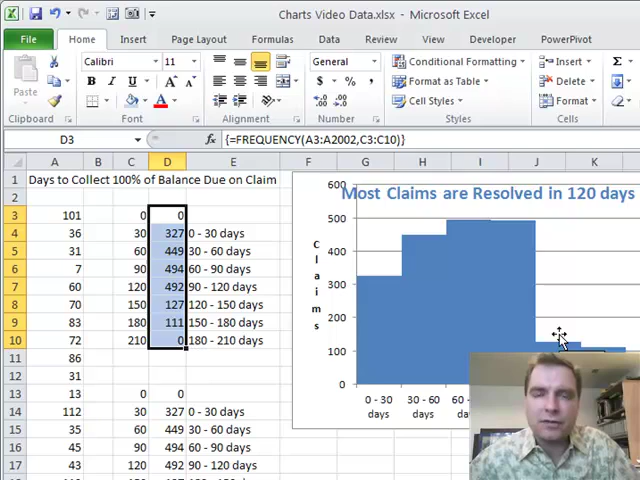 Charts Video Data.xlsx - Microsoft Excel
File Home Insert Page Layout Formulas Data Review View Developer PowerPivot
Calibri 11 $ % , Conditional Formatting Insert Σ
Paste B I U A Format as Table Delete
Cell Styles Format
Clipboard Font Alignment Number Styles Cells
D3 fx {=FREQUENCY(A3:A2002,C3:C10)}
A B C D E F G H I J K
1 Days to Collect 100% of Balance Due on Claim
2
3 101 0 0
4 36 30 327 0 - 30 days
5 31 60 449 30 - 60 days
6 7 90 494 60 - 90 days
7 60 120 492 90 - 120 days
8 70 150 127 120 - 150 days
9 83 180 111 150 - 180 days
10 72 210 0 180 - 210 days
11 86
12 31
13 13 0 0
14 112 30 327 0 - 30 days
15 35 60 449 30 - 60 days
16 45 90 494 60 - 90 days
17 43 120 492 90 - 120 days
Most Claims are Resolved in 120 days
600
500
400
300
200
100
0
Claims
0 - 30 days
30 - 60 days